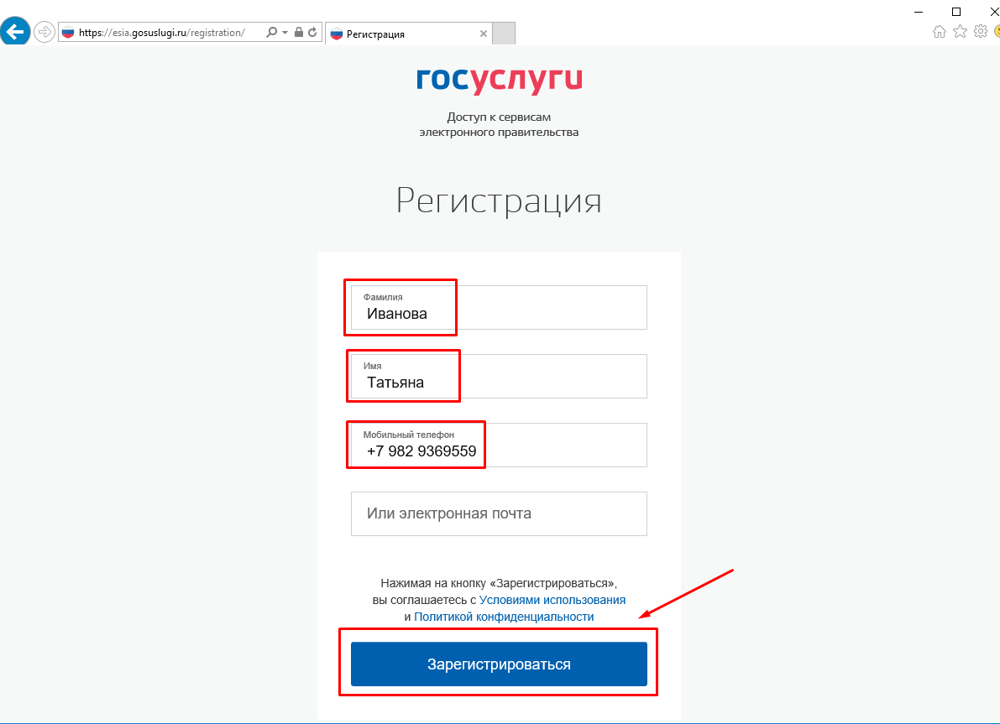 https://esia.gosuslugi.ru/registration/
Регистрация
госуслуги
Доступ к сервисам
электронного правительства
Регистрация
Фамилия
Иванова
Имя
Татьяна
Мобильный телефон
+7 982 9369559
Или электронная почта
Нажимая на кнопку «Зарегистрироваться»,
вы соглашаетесь с Условиями использования
и Политикой конфиденциальности
Зарегистрироваться